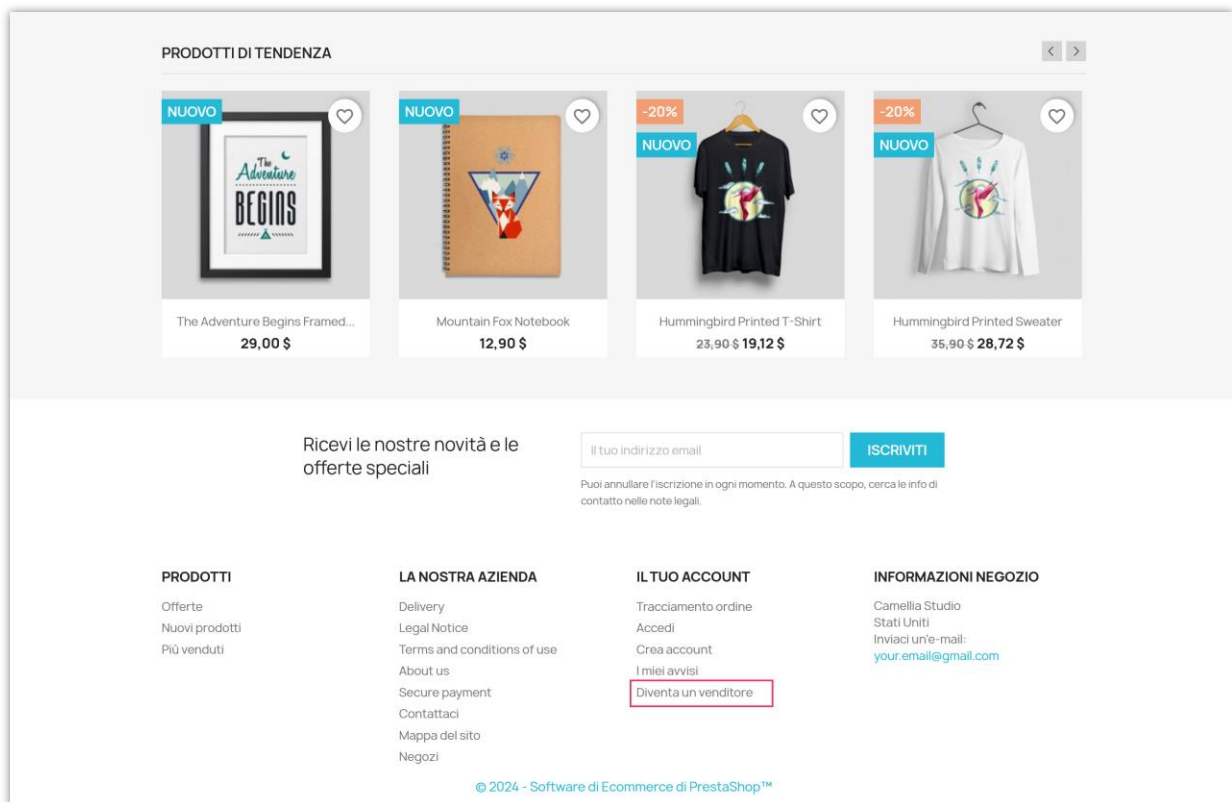 PRODOTTI DI TENDENZA
NUOVO
The
Adventure
BEGINS
The Adventure Begins Framed...
29,00 $
NUOVO
Mountain Fox Notebook
12,90 $
-20%
NUOVO
Hummingbird Printed T-Shirt
23,90 $ 19,12 $
-20%
NUOVO
Hummingbird Printed Sweater
35,90 $ 28,72 $
Ricevi le nostre novità e le
offerte speciali
Il tuo indirizzo email
ISCRIVITI
Puoi annullare l'iscrizione in ogni momento. A questo scopo, cerca le info di
contatto nelle note legali.
PRODOTTI
Offerte
Nuovi prodotti
Più venduti
LA NOSTRA AZIENDA
Delivery
Legal Notice
Terms and conditions of use
About us
Secure payment
Contattaci
Mappa del sito
Negozi
IL TUO ACCOUNT
Tracciamento ordine
Accedi
Crea account
I miei avvisi
Diventa un venditore
INFORMAZIONI NEGOZIO
Camellia Studio
Stati Uniti
Inviaci un'e-mail:
your.email@gmail.com
© 2024 - Software di Ecommerce di PrestaShop™